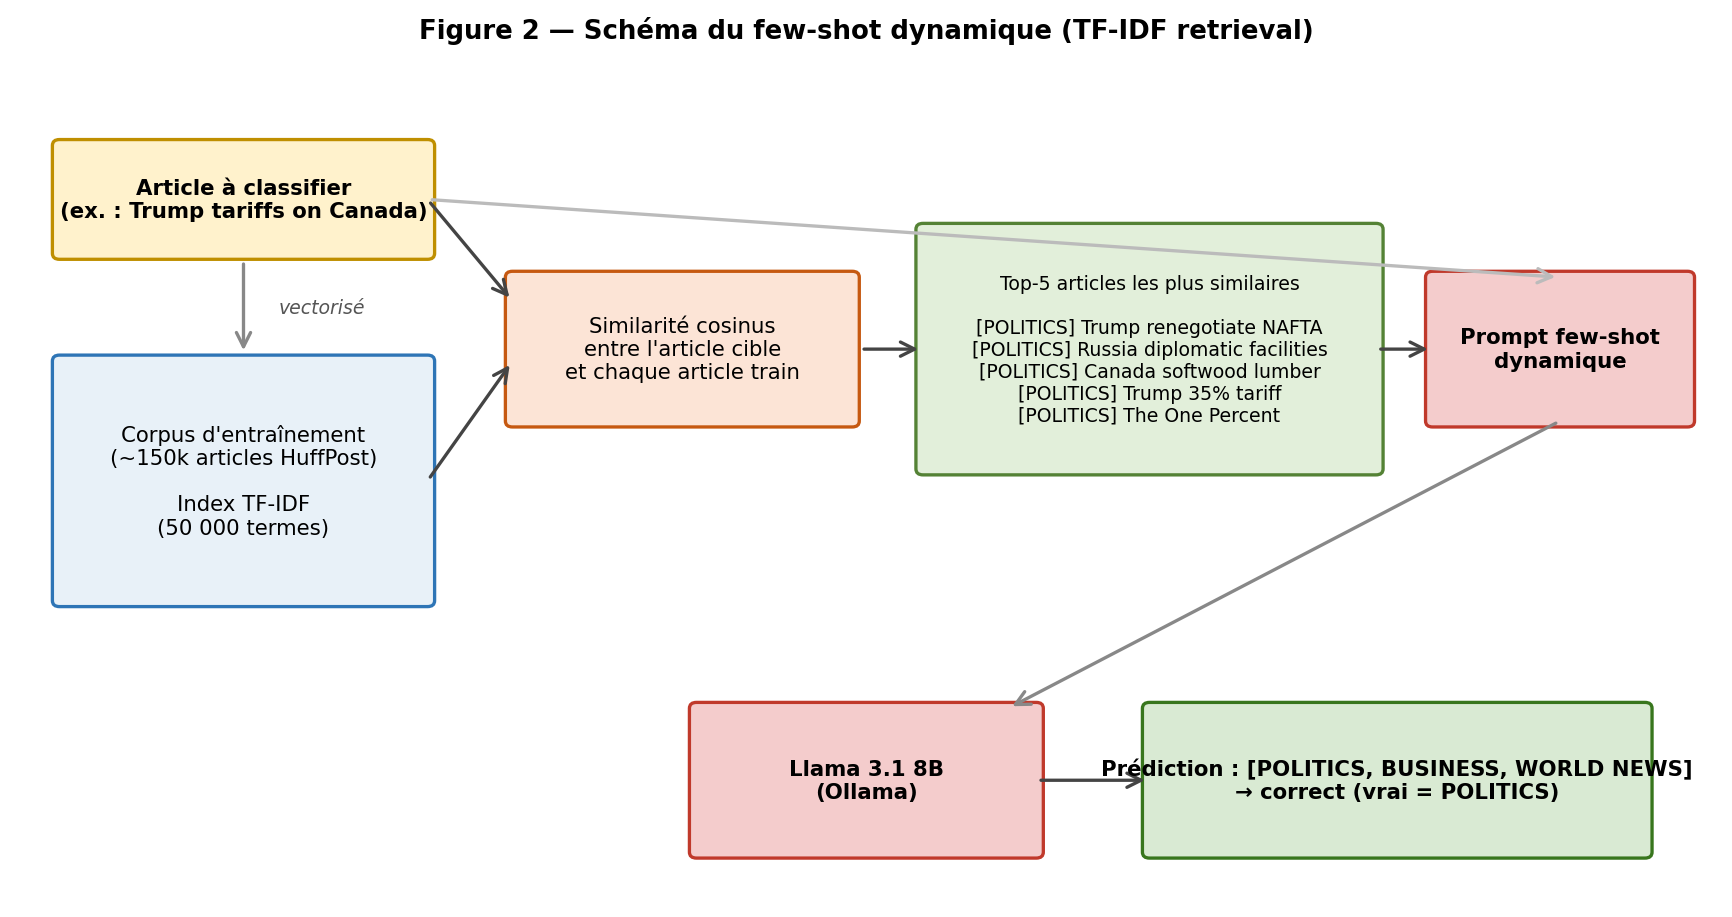 Figure 2 — Schéma du few-shot dynamique (TF-IDF retrieval)
Article à classifier
(ex. : Trump tariffs on Canada)
vectorisé
Corpus d'entraînement
(~150k articles HuffPost)
Index TF-IDF
(50 000 termes)
Similarité cosinus
entre l'article cible
et chaque article train
Top-5 articles les plus similaires
[POLITICS] Trump renegotiate NAFTA
[POLITICS] Russia diplomatic facilities
[POLITICS] Canada softwood lumber
[POLITICS] Trump 35% tariff
[POLITICS] The One Percent
Prompt few-shot
dynamique
Llama 3.1 8B
(Ollama)
Prédiction : [POLITICS, BUSINESS, WORLD NEWS]
→ correct (vrai = POLITICS)